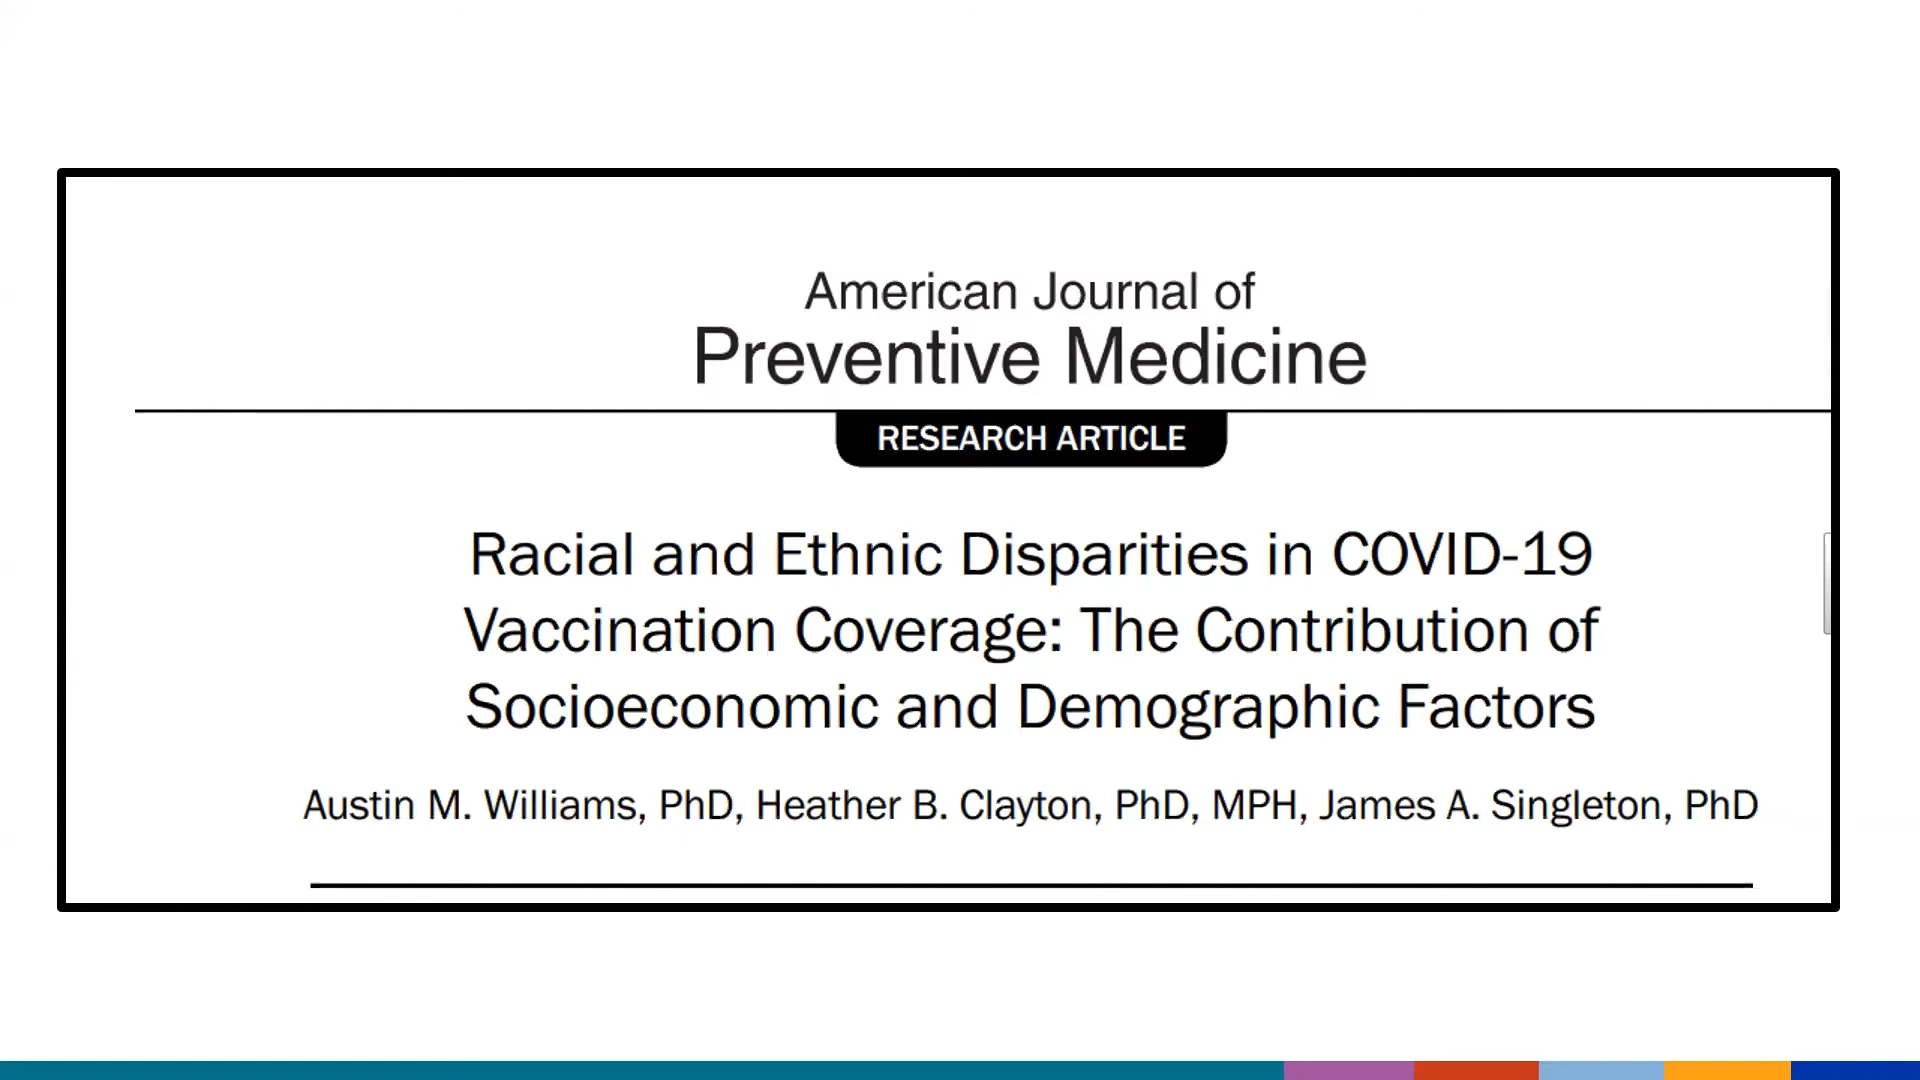 American Journal of
Preventive Medicine
RESEARCH ARTICLE
Racial and Ethnic Disparities in COVID-19
Vaccination Coverage: The Contribution of
Socioeconomic and Demographic Factors
Austin M. Williams, PhD, Heather B. Clayton, PhD, MPH, James A. Singleton, PhD